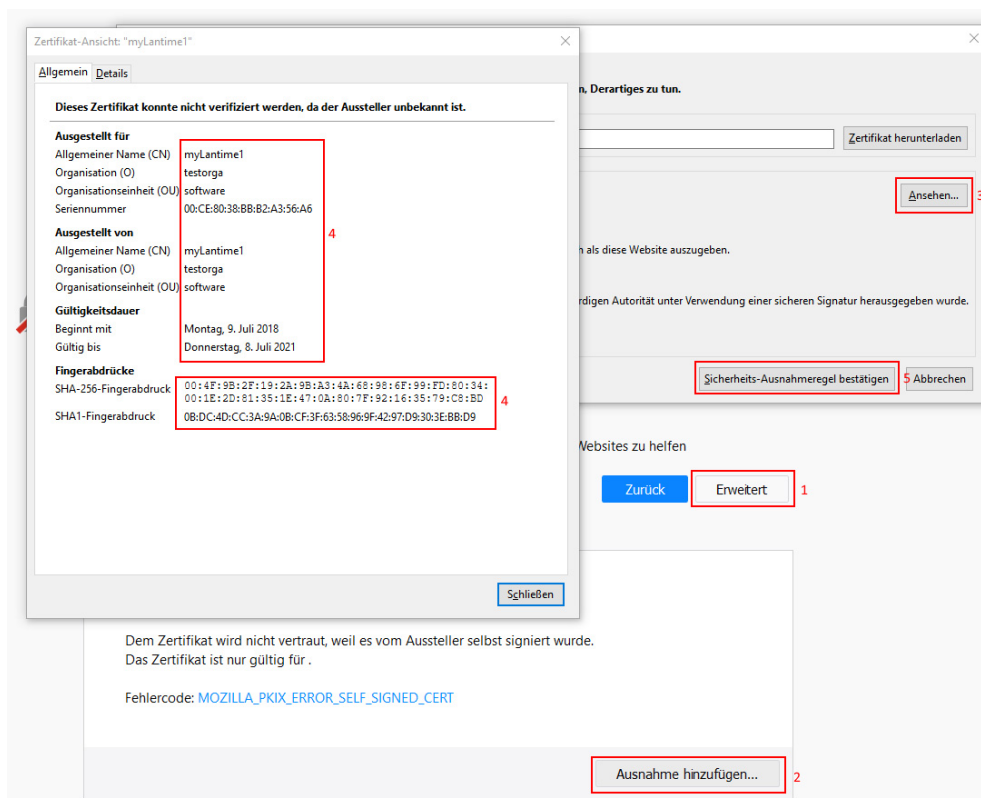 Zertifikat-Ansicht: "myLantime1"
Allgemein Details
Dieses Zertifikat konnte nicht verifiziert werden, da der Aussteller unbekannt ist.
Ausgestellt für
Allgemeiner Name (CN) myLantime1
Organisation (O) testorga
Organisationseinheit (OU) software
Seriennummer 00:CE:80:38:BB:B2:A3:56:A6
Ausgestellt von
4
Allgemeiner Name (CN) myLantime1
Organisation (O) testorga
Organisationseinheit (OU) software
Gültigkeitsdauer
Beginnt mit Montag, 9. Juli 2018
Gültig bis Donnerstag, 8. Juli 2021
Fingerabdrücke
SHA-256-Fingerabdruck 00:4F:9B:2F:19:2A:9B:A3:4A:68:98:6F:99:FD:80:34:
00:1E:2D:81:35:1E:47:0A:80:7F:92:16:35:79:C8:BD
4
SHA1-Fingerabdruck 0B:DC:4D:CC:3A:9A:0B:CF:3F:63:58:96:9F:42:97:D9:30:3E:BB:D9
Schließen
n, Derartiges zu tun.
Zertifikat herunterladen
Ansehen... 3
h als diese Website auszugeben.
rdigen Autorität unter Verwendung einer sicheren Signatur herausgegeben wurde.
Sicherheits-Ausnahmeregel bestätigen 5 Abbrechen
Websites zu helfen
Zurück Erweitert 1
Dem Zertifikat wird nicht vertraut, weil es vom Aussteller selbst signiert wurde.
Das Zertifikat ist nur gültig für .
Fehlercode: MOZILLA_PKIX_ERROR_SELF_SIGNED_CERT
Ausnahme hinzufügen... 2